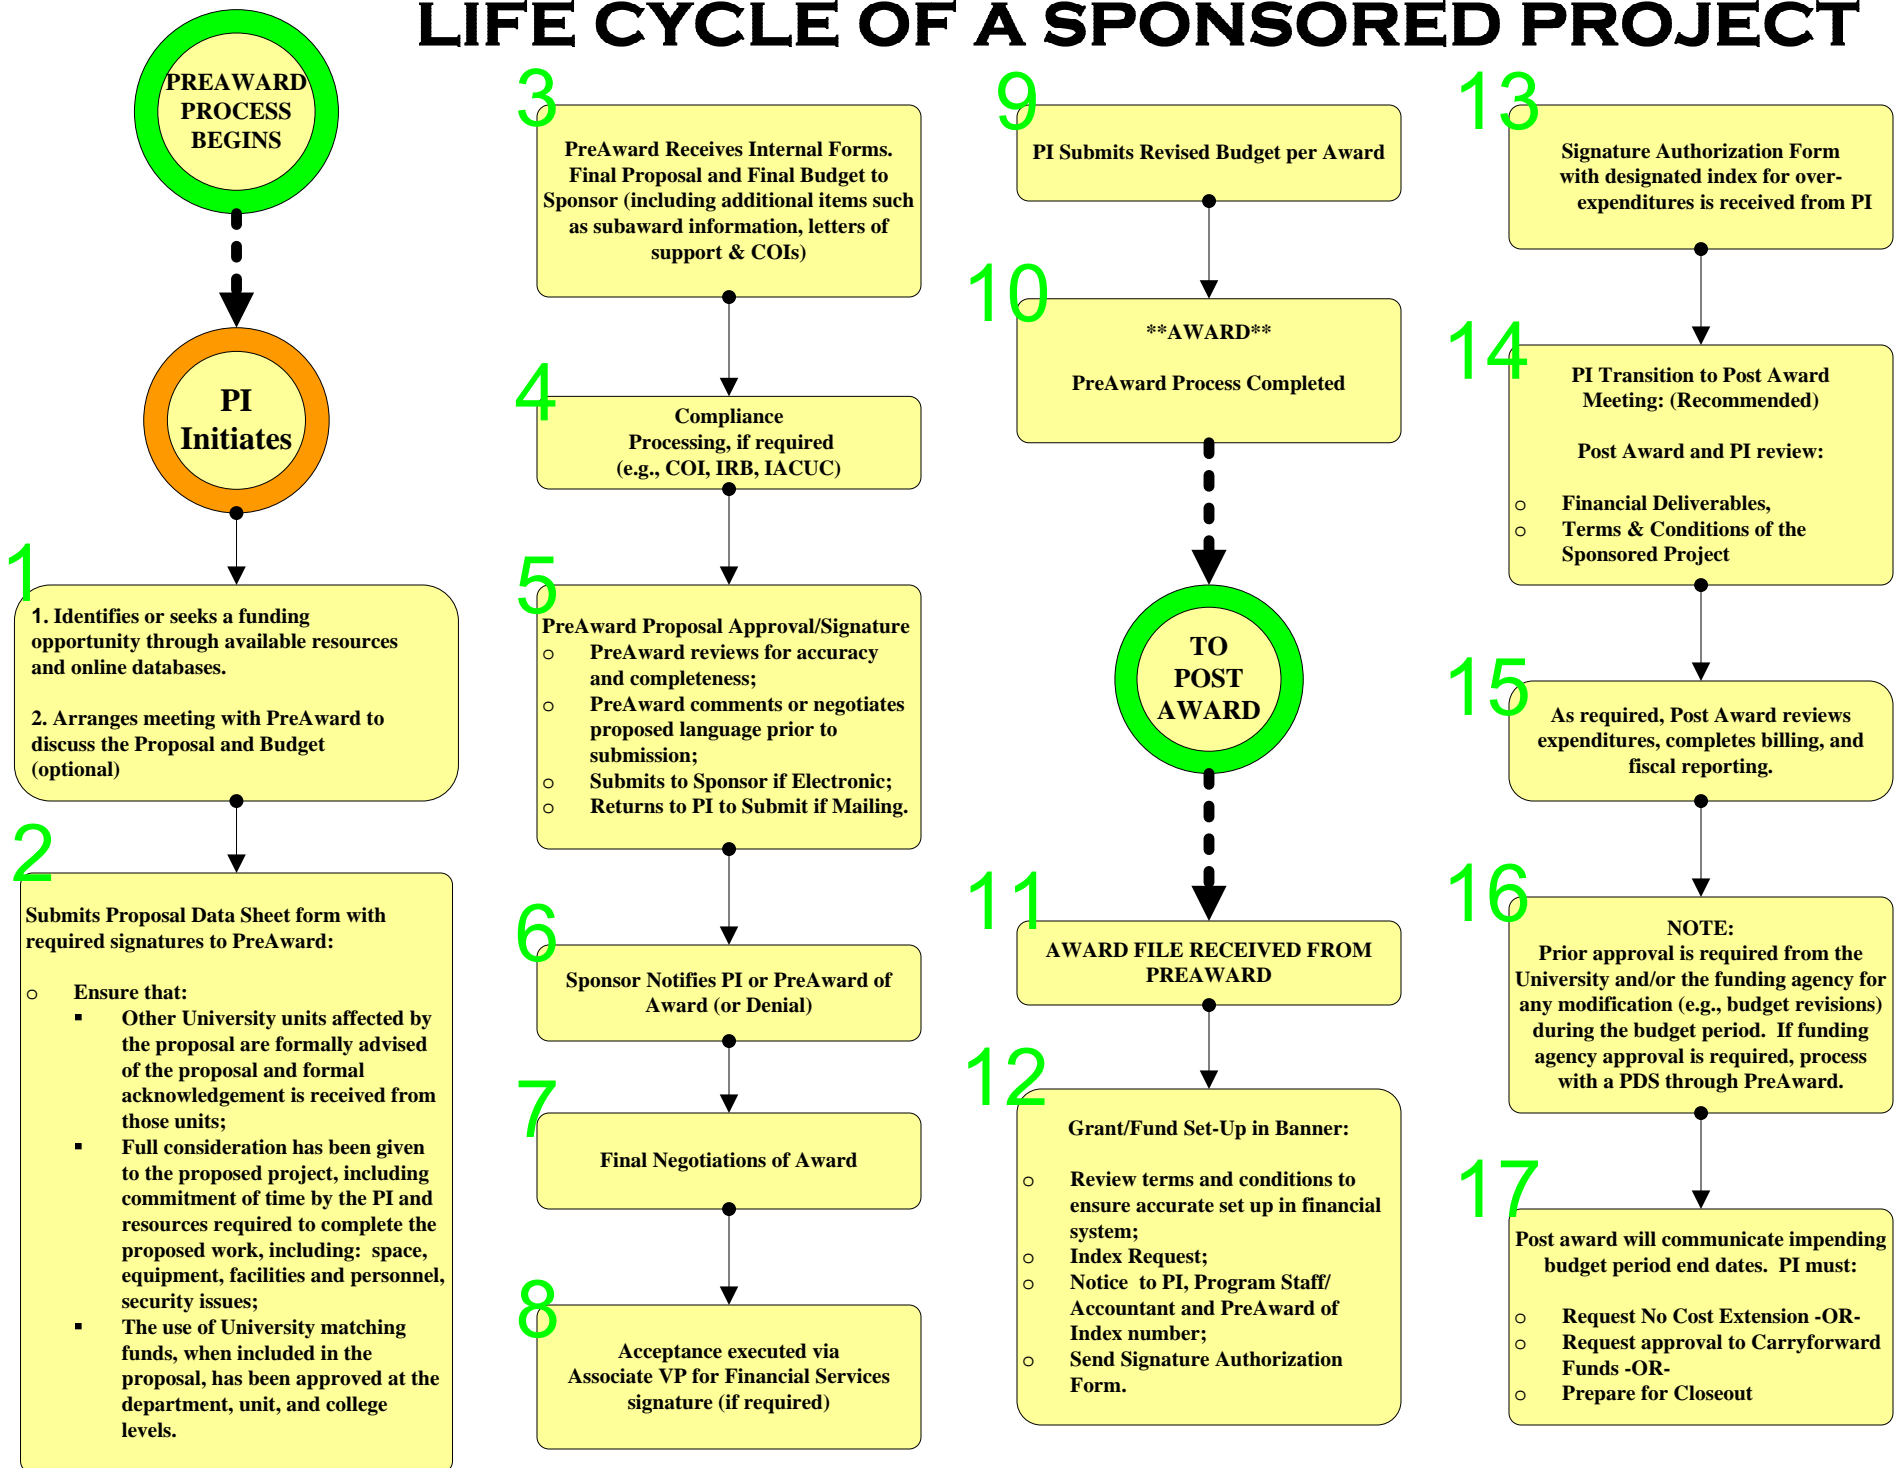 LIFE CYCLE OF A SPONSORED PROJECT
PREAWARD
PROCESS
BEGINS
PI
Initiates
1
1. Identifies or seeks a funding
opportunity through available resources
and online databases.
2. Arranges meeting with PreAward to
discuss the Proposal and Budget
(optional)
2
Submits Proposal Data Sheet form with
required signatures to PreAward:
o Ensure that:
▪ Other University units affected by
the proposal are formally advised
of the proposal and formal
acknowledgement is received from
those units;
▪ Full consideration has been given
to the proposed project, including
commitment of time by the PI and
resources required to complete the
proposed work, including:  space,
equipment, facilities and personnel,
security issues;
▪ The use of University matching
funds, when included in the
proposal, has been approved at the
department, unit, and college
levels.
3
PreAward Receives Internal Forms.
Final Proposal and Final Budget to
Sponsor (including additional items such
as subaward information, letters of
support & COIs)
4
Compliance
Processing, if required
(e.g., COI, IRB, IACUC)
5
PreAward Proposal Approval/Signature
o PreAward reviews for accuracy
and completeness;
o PreAward comments or negotiates
proposed language prior to
submission;
o Submits to Sponsor if Electronic;
o Returns to PI to Submit if Mailing.
6
Sponsor Notifies PI or PreAward of
Award (or Denial)
7
Final Negotiations of Award
8
Acceptance executed via
Associate VP for Financial Services
signature (if required)
9
PI Submits Revised Budget per Award
10
**AWARD**
PreAward Process Completed
TO
POST
AWARD
11
AWARD FILE RECEIVED FROM
PREAWARD
12
Grant/Fund Set-Up in Banner:
o Review terms and conditions to
ensure accurate set up in financial
system;
o Index Request;
o Notice  to PI, Program Staff/
Accountant and PreAward of
Index number;
o Send Signature Authorization
Form.
13
Signature Authorization Form
with designated index for over-
expenditures is received from PI
14
PI Transition to Post Award
Meeting: (Recommended)
Post Award and PI review:
o Financial Deliverables,
o Terms & Conditions of the
Sponsored Project
15
As required, Post Award reviews
expenditures, completes billing, and
fiscal reporting.
16
NOTE:
Prior approval is required from the
University and/or the funding agency for
any modification (e.g., budget revisions)
during the budget period.  If funding
agency approval is required, process
with a PDS through PreAward.
17
Post award will communicate impending
budget period end dates.  PI must:
o Request No Cost Extension -OR-
o Request approval to Carryforward
Funds -OR-
o Prepare for Closeout